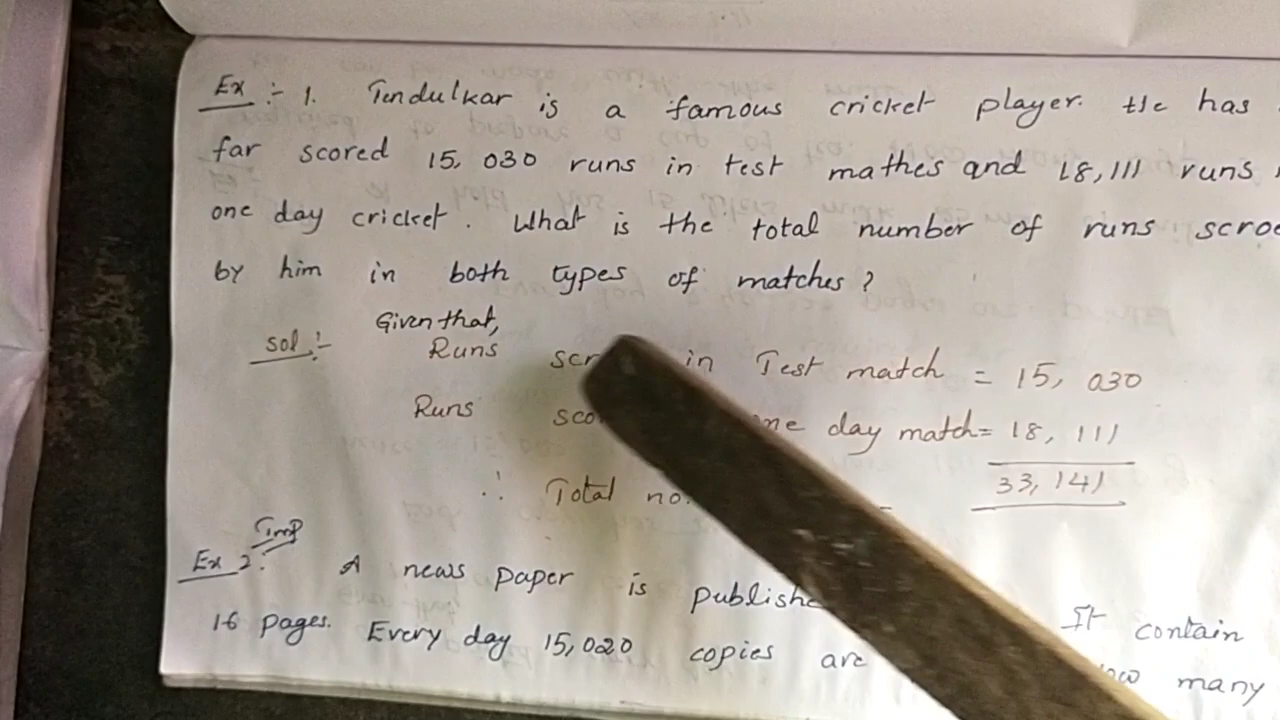 Ex :- 1. Tendulkar is a famous cricket player. He has
far scored 15,030 runs in test mathes and 18,111 runs
one day cricket. What is the total number of runs scroe
by him in both types of matches?
Sol :- Given that,
Runs in Test match = 15,030
Runs day match = 18,111
∴ Total no. = 33,141
Ex 2. Imp A news paper is It contain
16 pages. Every day 15,020 copies are many